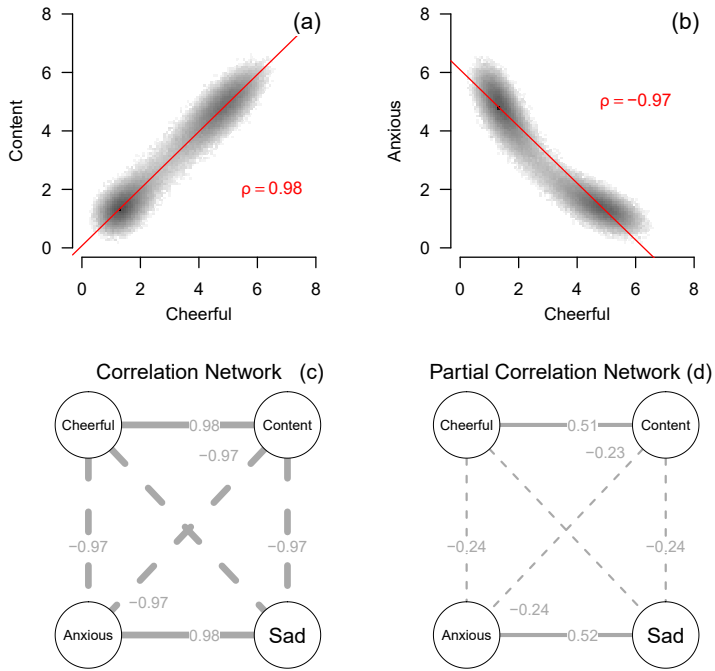 (a)
Content
8
6
4
2
0
ρ = 0.98
0 2 4 6 8
Cheerful
(b)
Anxious
8
6
4
2
0
ρ = −0.97
0 2 4 6 8
Cheerful
Correlation Network (c)
Cheerful
0.98
Content
−0.97
−0.97
−0.97
−0.97
Anxious
0.98
Sad
Partial Correlation Network (d)
Cheerful
0.51
Content
−0.23
−0.24
−0.24
−0.24
Anxious
0.52
Sad